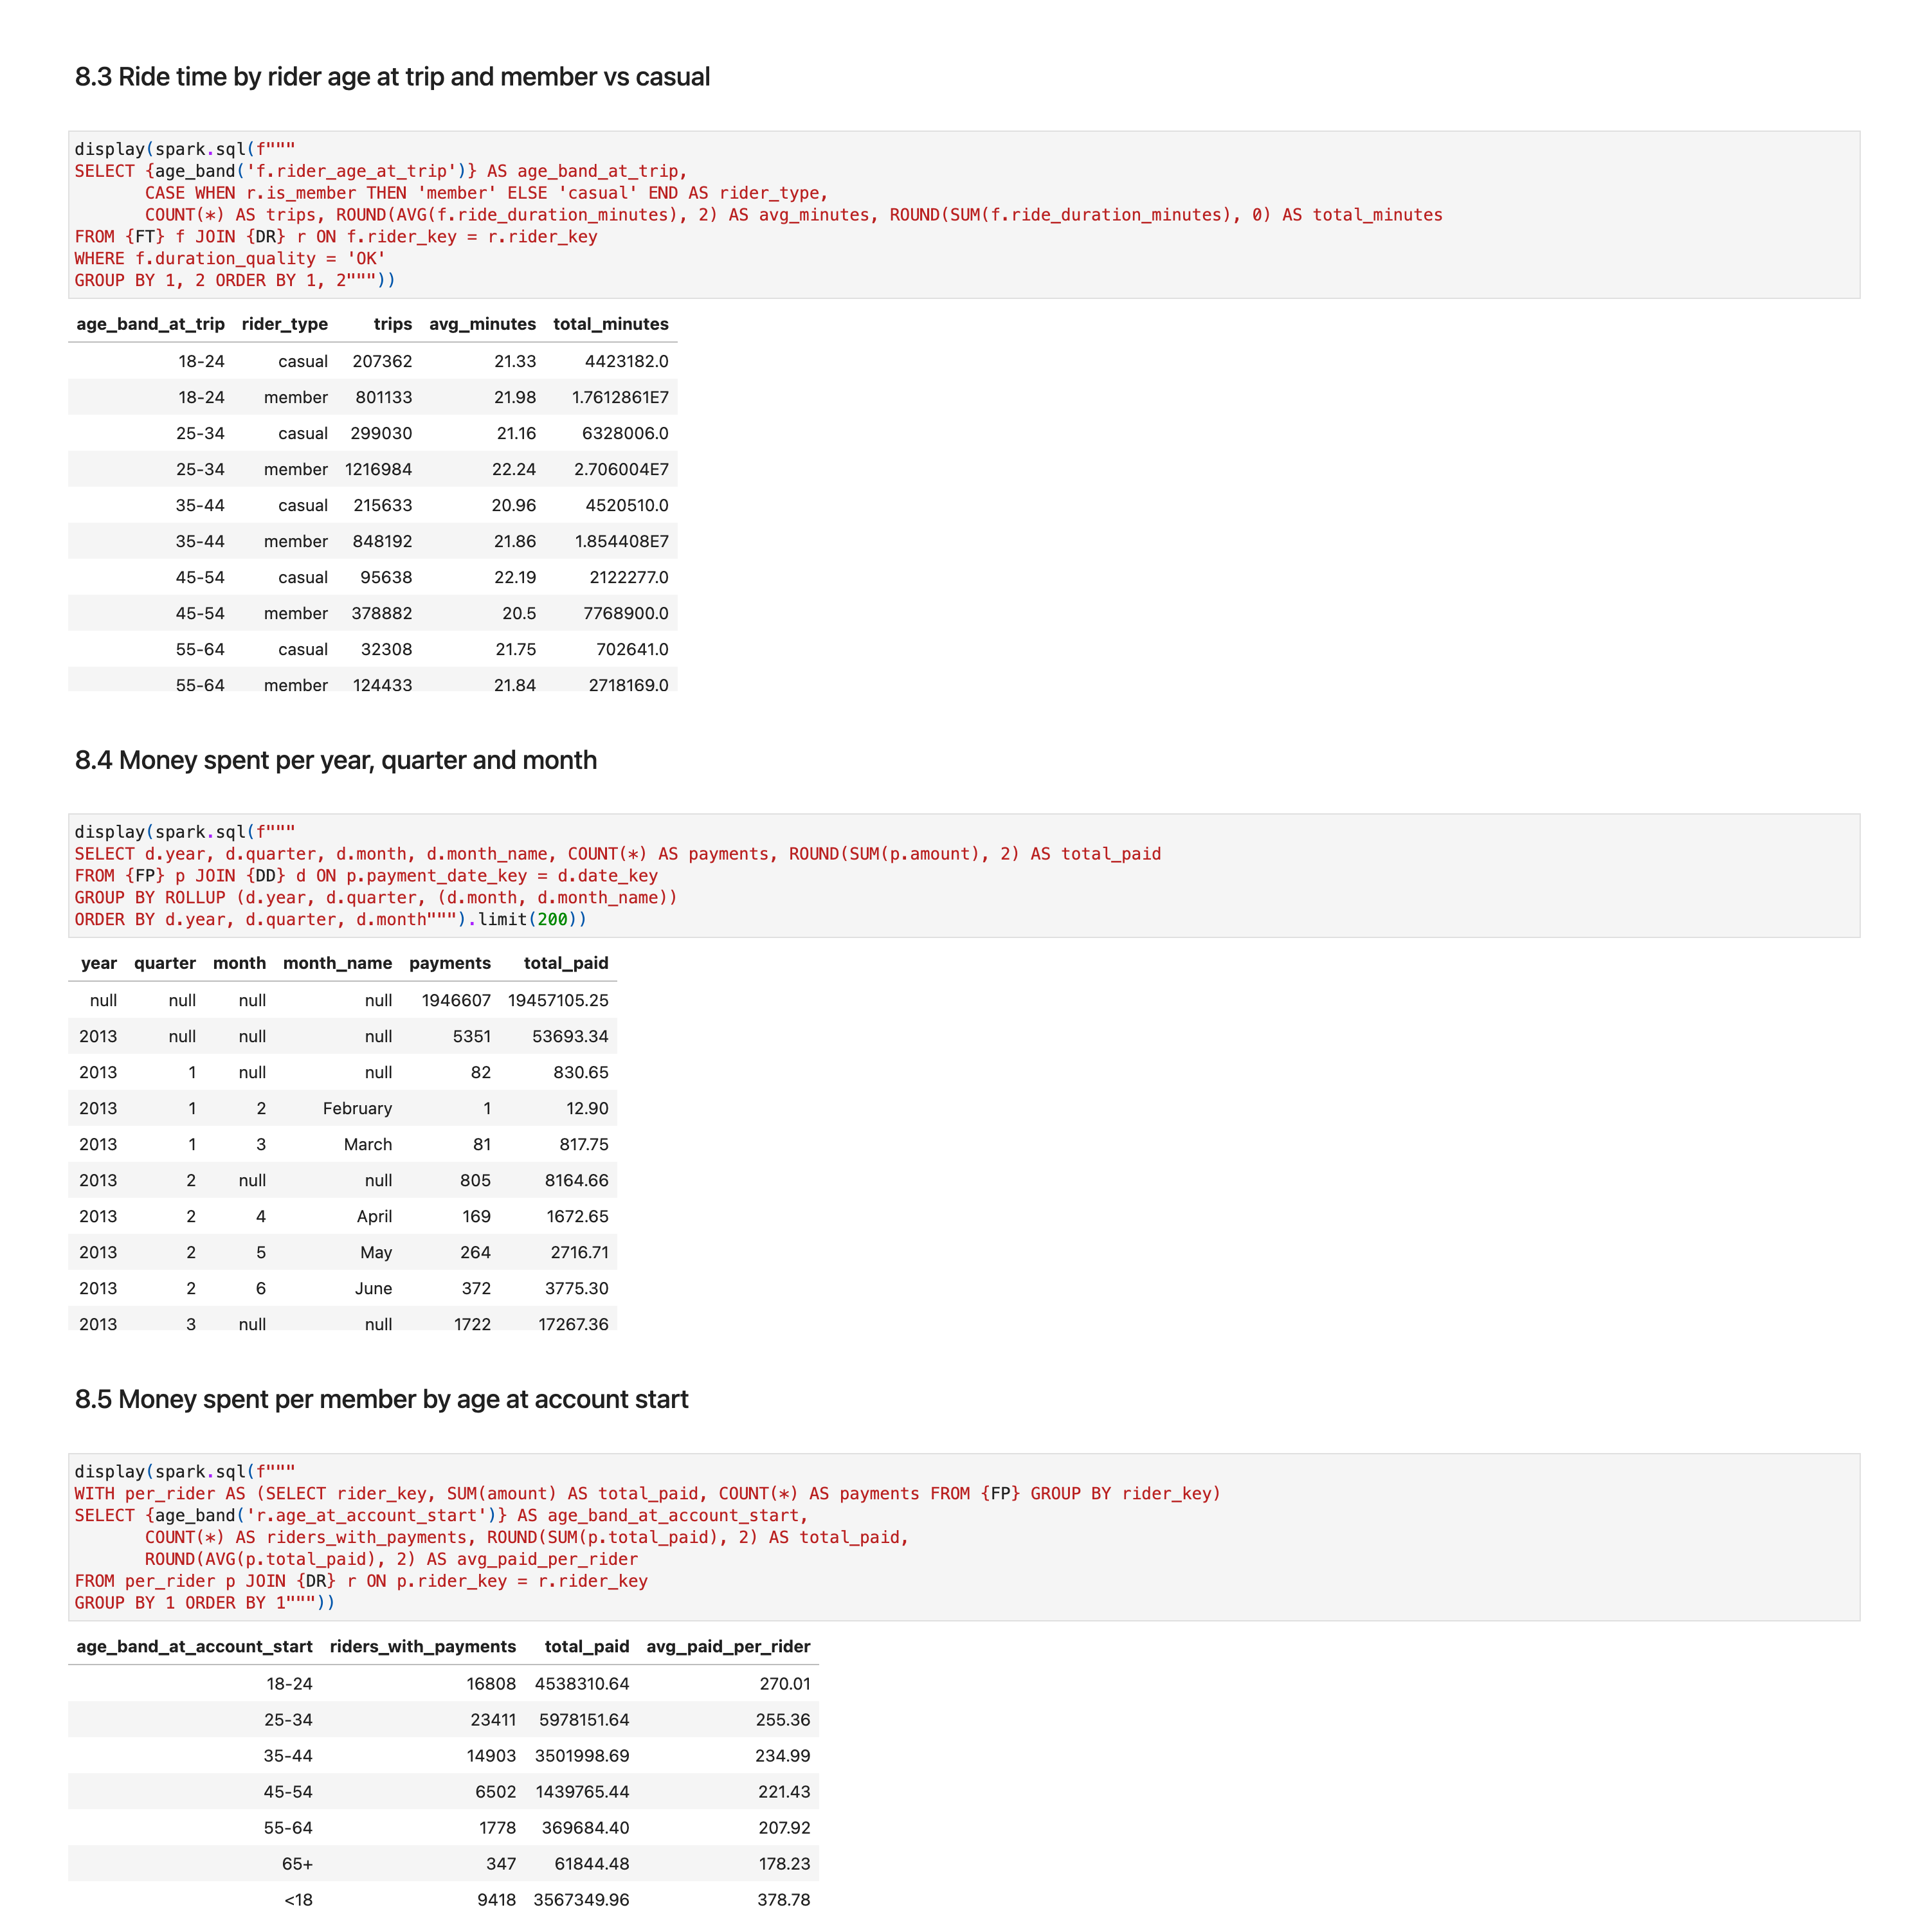 8.3 Ride time by rider age at trip and member vs casual
display(spark.sql(f"""
SELECT {age_band('f.rider_age_at_trip')} AS age_band_at_trip,
       CASE WHEN r.is_member THEN 'member' ELSE 'casual' END AS rider_type,
       COUNT(*) AS trips, ROUND(AVG(f.ride_duration_minutes), 2) AS avg_minutes, ROUND(SUM(f.ride_duration_minutes), 0) AS total_minutes
FROM {FT} f JOIN {DR} r ON f.rider_key = r.rider_key
WHERE f.duration_quality = 'OK'
GROUP BY 1, 2 ORDER BY 1, 2"""))
age_band_at_trip rider_type trips avg_minutes total_minutes
18-24 casual 207362 21.33 4423182.0
18-24 member 801133 21.98 1.7612861E7
25-34 casual 299030 21.16 6328006.0
25-34 member 1216984 22.24 2.706004E7
35-44 casual 215633 20.96 4520510.0
35-44 member 848192 21.86 1.854408E7
45-54 casual 95638 22.19 2122277.0
45-54 member 378882 20.5 7768900.0
55-64 casual 32308 21.75 702641.0
55-64 member 124433 21.84 2718169.0
8.4 Money spent per year, quarter and month
display(spark.sql(f"""
SELECT d.year, d.quarter, d.month, d.month_name, COUNT(*) AS payments, ROUND(SUM(p.amount), 2) AS total_paid
FROM {FP} p JOIN {DD} d ON p.payment_date_key = d.date_key
GROUP BY ROLLUP (d.year, d.quarter, (d.month, d.month_name))
ORDER BY d.year, d.quarter, d.month""").limit(200))
year quarter month month_name payments total_paid
null null null null 1946607 19457105.25
2013 null null null 5351 53693.34
2013 1 null null 82 830.65
2013 1 2 February 1 12.90
2013 1 3 March 81 817.75
2013 2 null null 805 8164.66
2013 2 4 April 169 1672.65
2013 2 5 May 264 2716.71
2013 2 6 June 372 3775.30
2013 3 null null 1722 17267.36
8.5 Money spent per member by age at account start
display(spark.sql(f"""
WITH per_rider AS (SELECT rider_key, SUM(amount) AS total_paid, COUNT(*) AS payments FROM {FP} GROUP BY rider_key)
SELECT {age_band('r.age_at_account_start')} AS age_band_at_account_start,
       COUNT(*) AS riders_with_payments, ROUND(SUM(p.total_paid), 2) AS total_paid,
       ROUND(AVG(p.total_paid), 2) AS avg_paid_per_rider
FROM per_rider p JOIN {DR} r ON p.rider_key = r.rider_key
GROUP BY 1 ORDER BY 1"""))
age_band_at_account_start riders_with_payments total_paid avg_paid_per_rider
18-24 16808 4538310.64 270.01
25-34 23411 5978151.64 255.36
35-44 14903 3501998.69 234.99
45-54 6502 1439765.44 221.43
55-64 1778 369684.40 207.92
65+ 347 61844.48 178.23
<18 9418 3567349.96 378.78